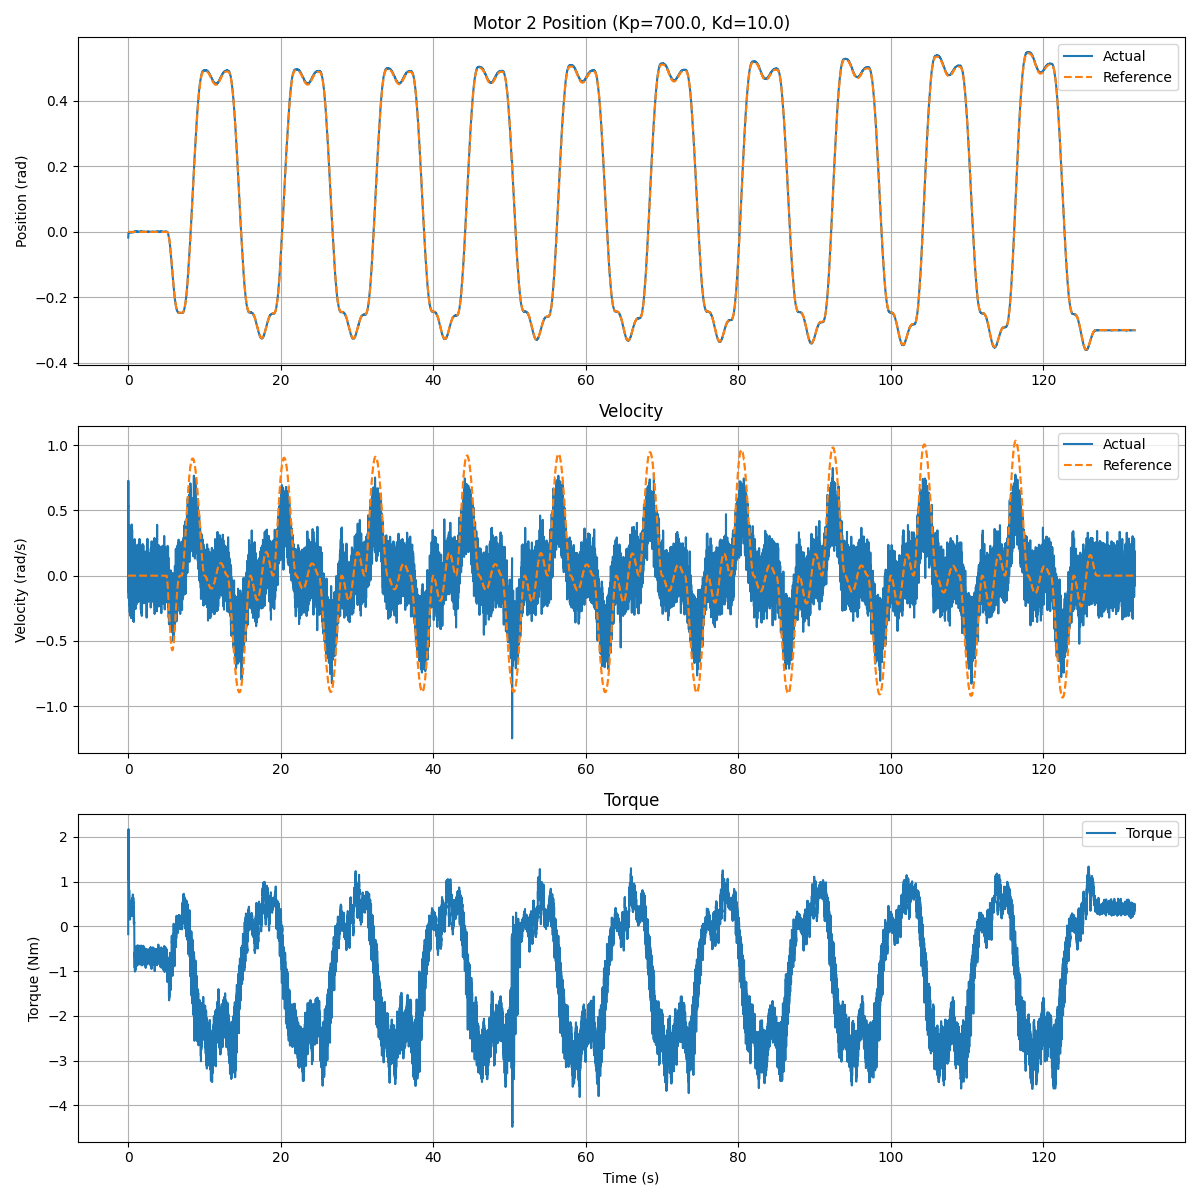 Motor 2 Position (Kp=700.0, Kd=10.0)
Actual
Reference
0.4
0.2
0.0
−0.2
−0.4
Position (rad)
0 20 40 60 80 100 120
Velocity
Actual
Reference
1.0
0.5
0.0
−0.5
−1.0
Velocity (rad/s)
0 20 40 60 80 100 120
Torque
Torque
2
1
0
−1
−2
−3
−4
Torque (Nm)
0 20 40 60 80 100 120
Time (s)